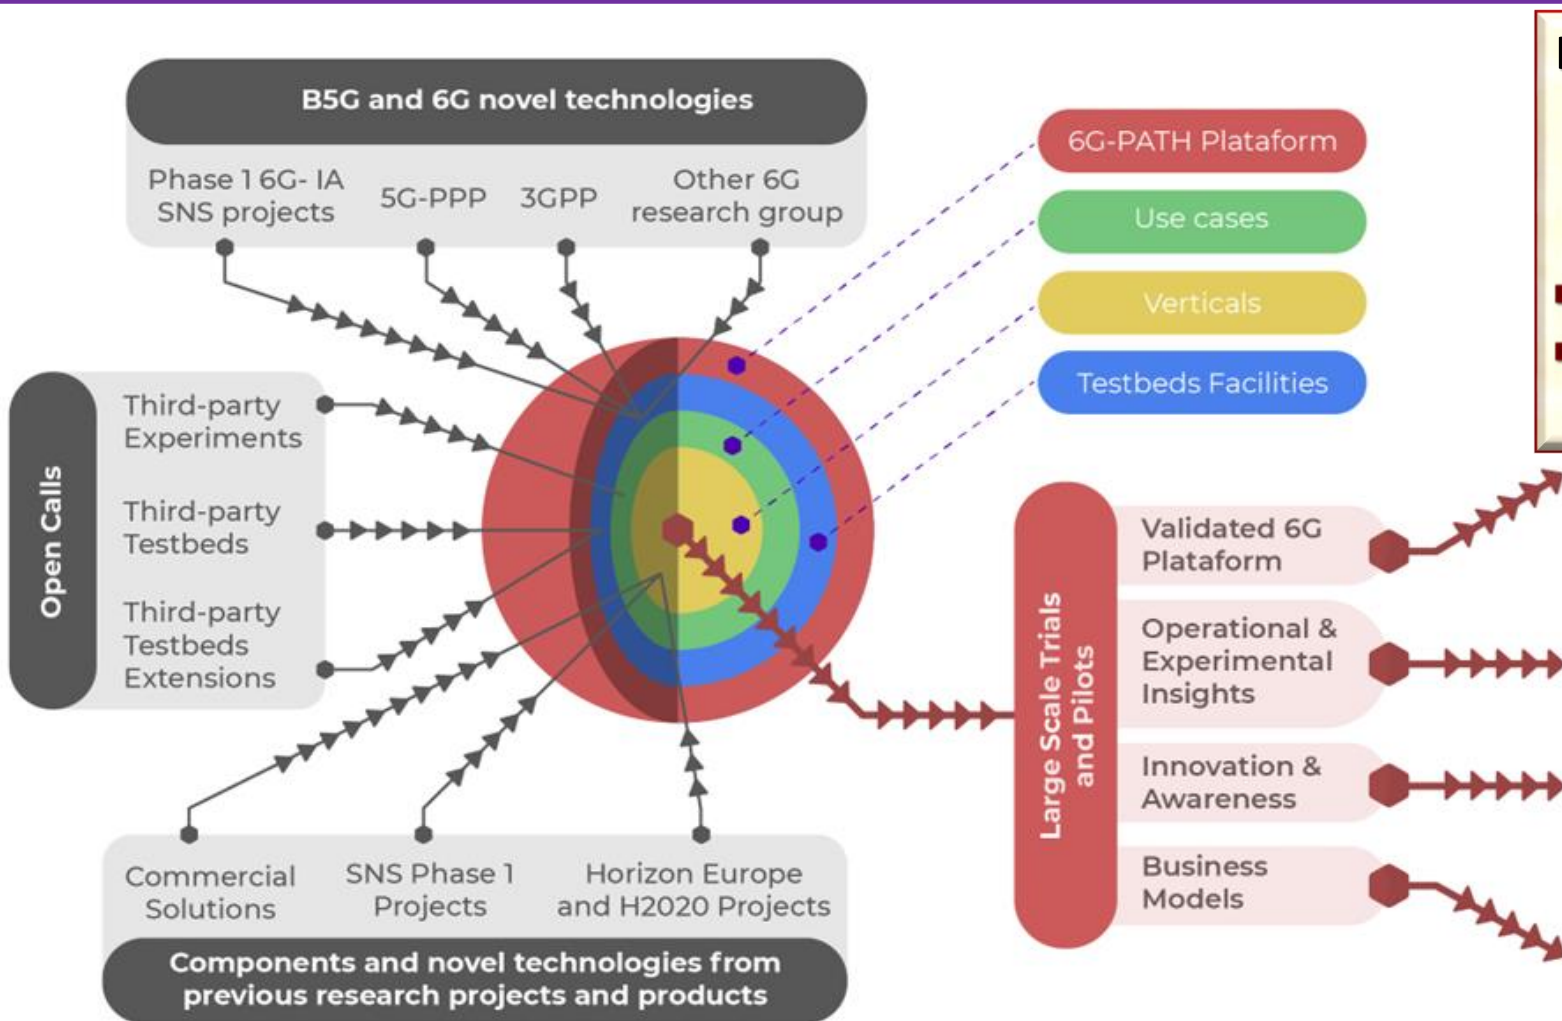 B5G and 6G novel technologies
Phase 1 6G- IA
SNS projects
5G-PPP
3GPP
Other 6G
research group
6G-PATH Plataform
Use cases
Verticals
Testbeds Facilities
Open Calls
Third-party
Experiments
Third-party
Testbeds
Third-party
Testbeds
Extensions
Large Scale Trials
and Pilots
Validated 6G
Plataform
Operational &
Experimental
Insights
Innovation &
Awareness
Business
Models
Commercial
Solutions
SNS Phase 1
Projects
Horizon Europe
and H2020 Projects
Components and novel technologies from
previous research projects and products